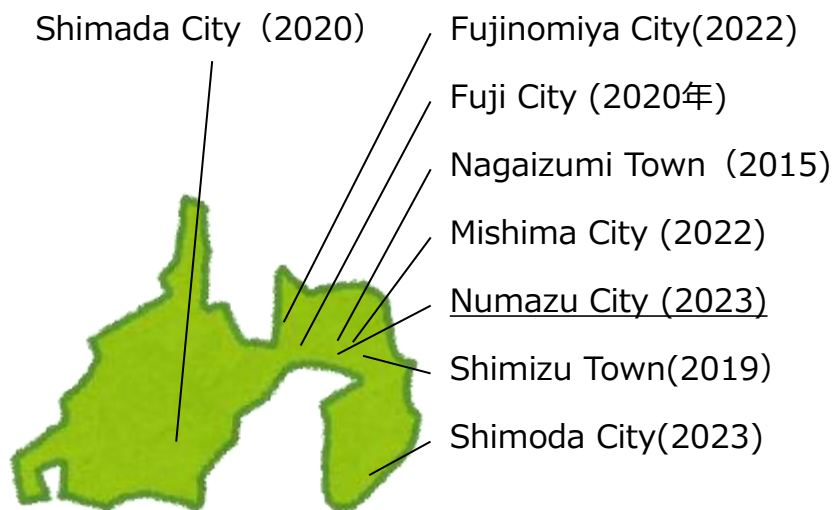 Shimada City（2020）
Fujinomiya City(2022)
Fuji City (2020年)
Nagaizumi Town（2015)
Mishima City (2022)
Numazu City (2023)
Shimizu Town(2019）
Shimoda City(2023)